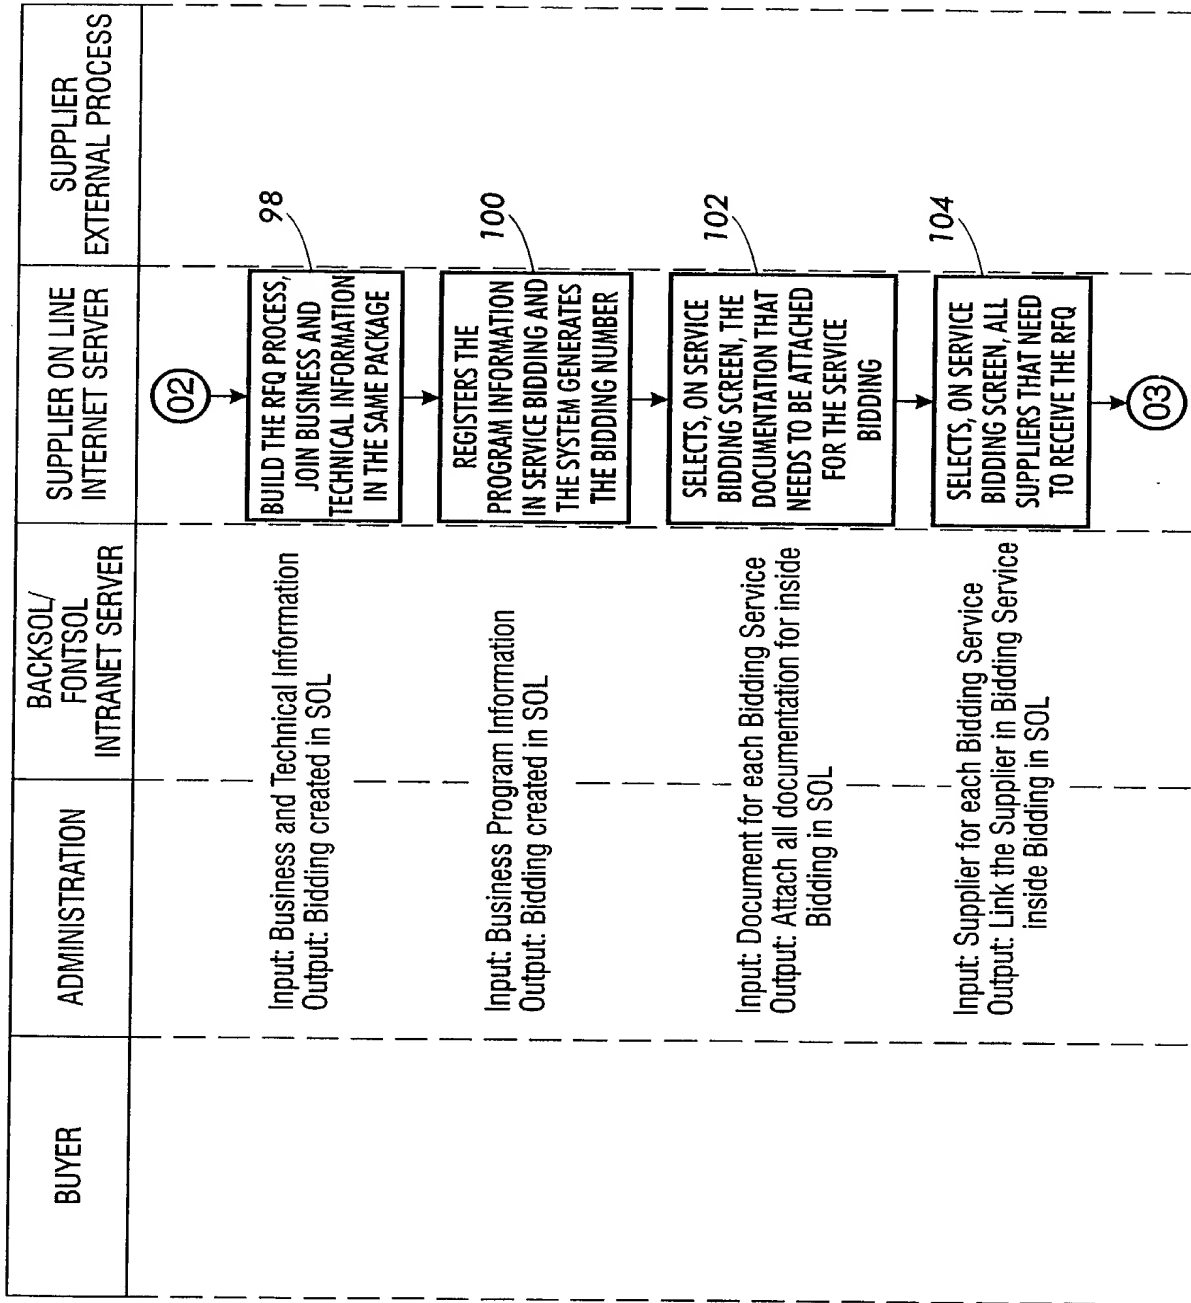 BUYER
ADMINISTRATION
BACKSOL/
FONTSOL
INTRANET SERVER
SUPPLIER ON LINE
INTERNET SERVER
SUPPLIER
EXTERNAL PROCESS
02
98
BUILD THE RFQ PROCESS,
JOIN BUSINESS AND
TECHNICAL INFORMATION
IN THE SAME PACKAGE
Input: Business and Technical Information
Output: Bidding created in SOL
100
REGISTERS THE
PROGRAM INFORMATION
IN SERVICE BIDDING AND
THE SYSTEM GENERATES
THE BIDDING NUMBER
Input: Business Program Information
Output: Bidding created in SOL
102
SELECTS, ON SERVICE
BIDDING SCREEN, THE
DOCUMENTATION THAT
NEEDS TO BE ATTACHED
FOR THE SERVICE
BIDDING
Input: Document for each Bidding Service
Output: Attach all documentation for inside
Bidding in SOL
104
SELECTS, ON SERVICE
BIDDING SCREEN, ALL
SUPPLIERS THAT NEED
TO RECEIVE THE RFQ
Input: Supplier for each Bidding Service
Output: Link the Supplier in Bidding Service
inside Bidding in SOL
03